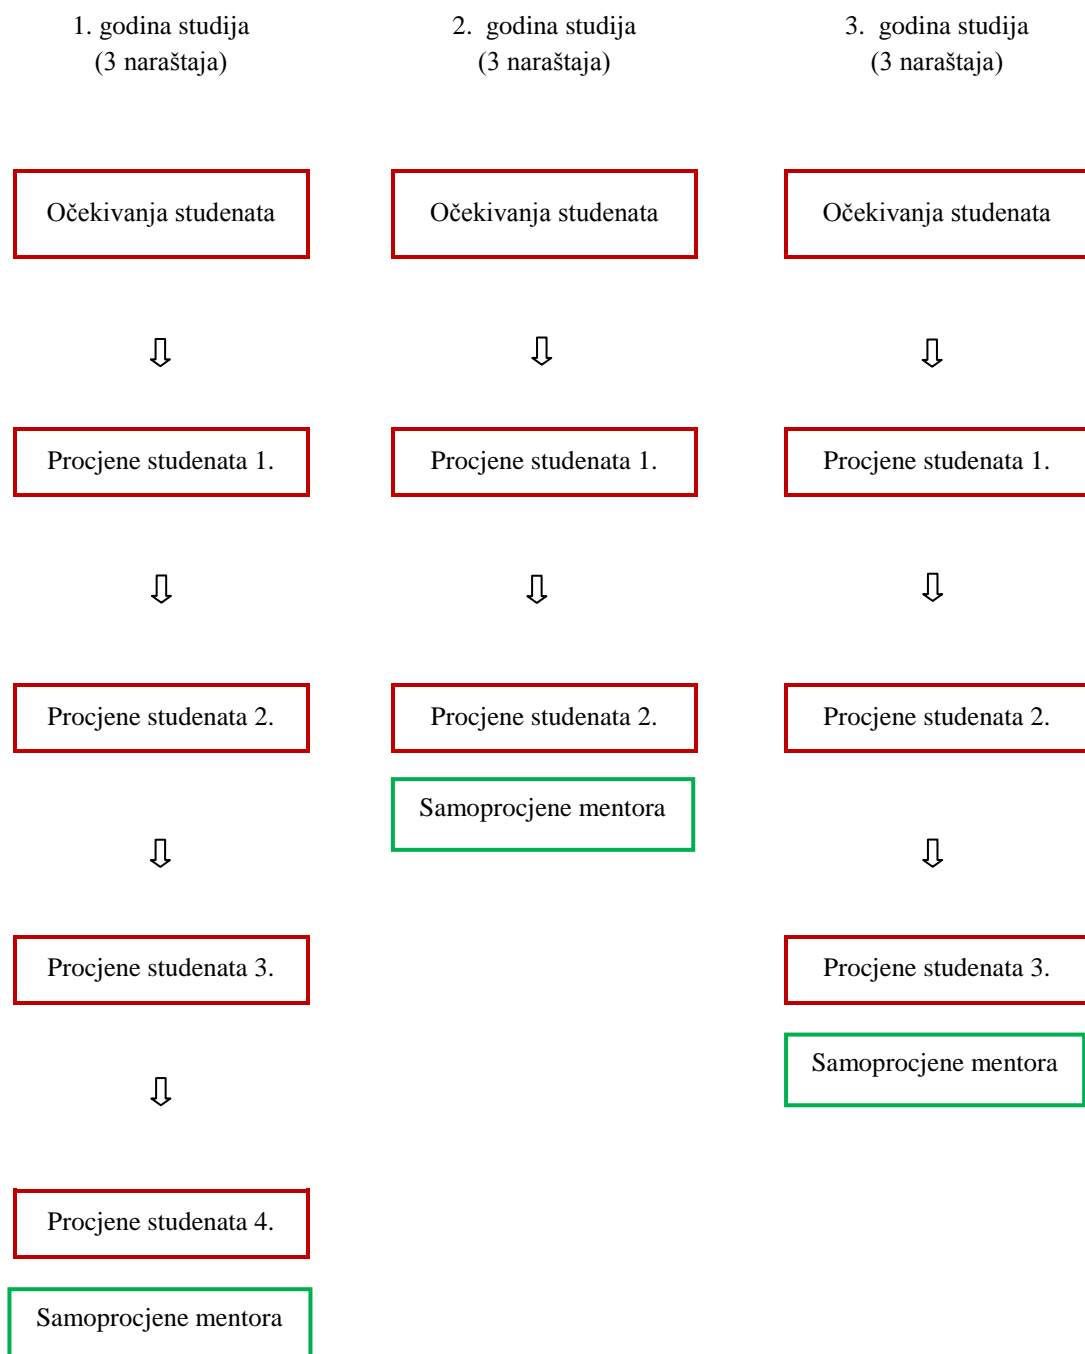 1. godina studija
(3 naraštaja)
2. godina studija
(3 naraštaja)
3. godina studija
(3 naraštaja)
Očekivanja studenata
Očekivanja studenata
Očekivanja studenata
Procjene studenata 1.
Procjene studenata 1.
Procjene studenata 1.
Procjene studenata 2.
Procjene studenata 2.
Procjene studenata 2.
Samoprocjene mentora
Procjene studenata 3.
Procjene studenata 3.
Samoprocjene mentora
Procjene studenata 4.
Samoprocjene mentora